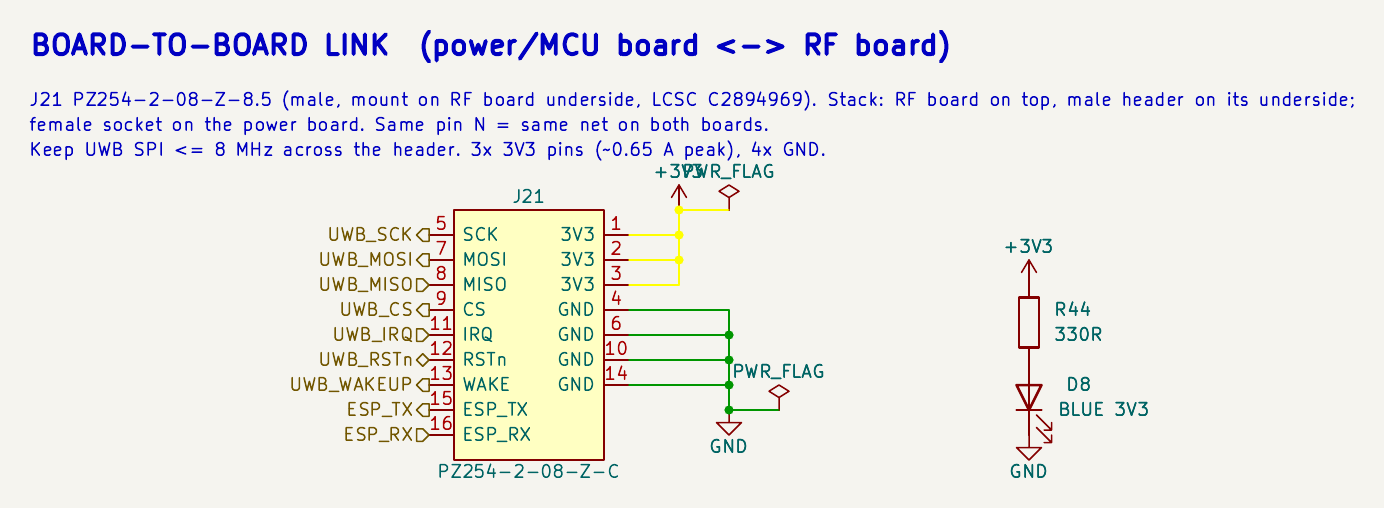 BOARD-TO-BOARD LINK (power/MCU board <-> RF board)
J21 PZ254-2-08-Z-8.5 (male, mount on RF board underside, LCSC C2894969). Stack: RF board on top, male header on its underside;
female socket on the power board. Same pin N = same net on both boards.
Keep UWB SPI <= 8 MHz across the header. 3x 3V3 pins (~0.65 A peak), 4x GND.
+3V3 PWR_FLAG
J21
UWB_SCK 5 SCK 3V3 1
UWB_MOSI 7 MOSI 3V3 2
UWB_MISO 8 MISO 3V3 3
UWB_CS 9 CS GND 4
UWB_IRQ 11 IRQ GND 6
UWB_RSTn 12 RSTn GND 10
UWB_WAKEUP 13 WAKE GND 14
ESP_TX 15 ESP_TX
ESP_RX 16 ESP_RX
PZ254-2-08-Z-C
PWR_FLAG
GND
+3V3
R44
330R
D8
BLUE 3V3
GND